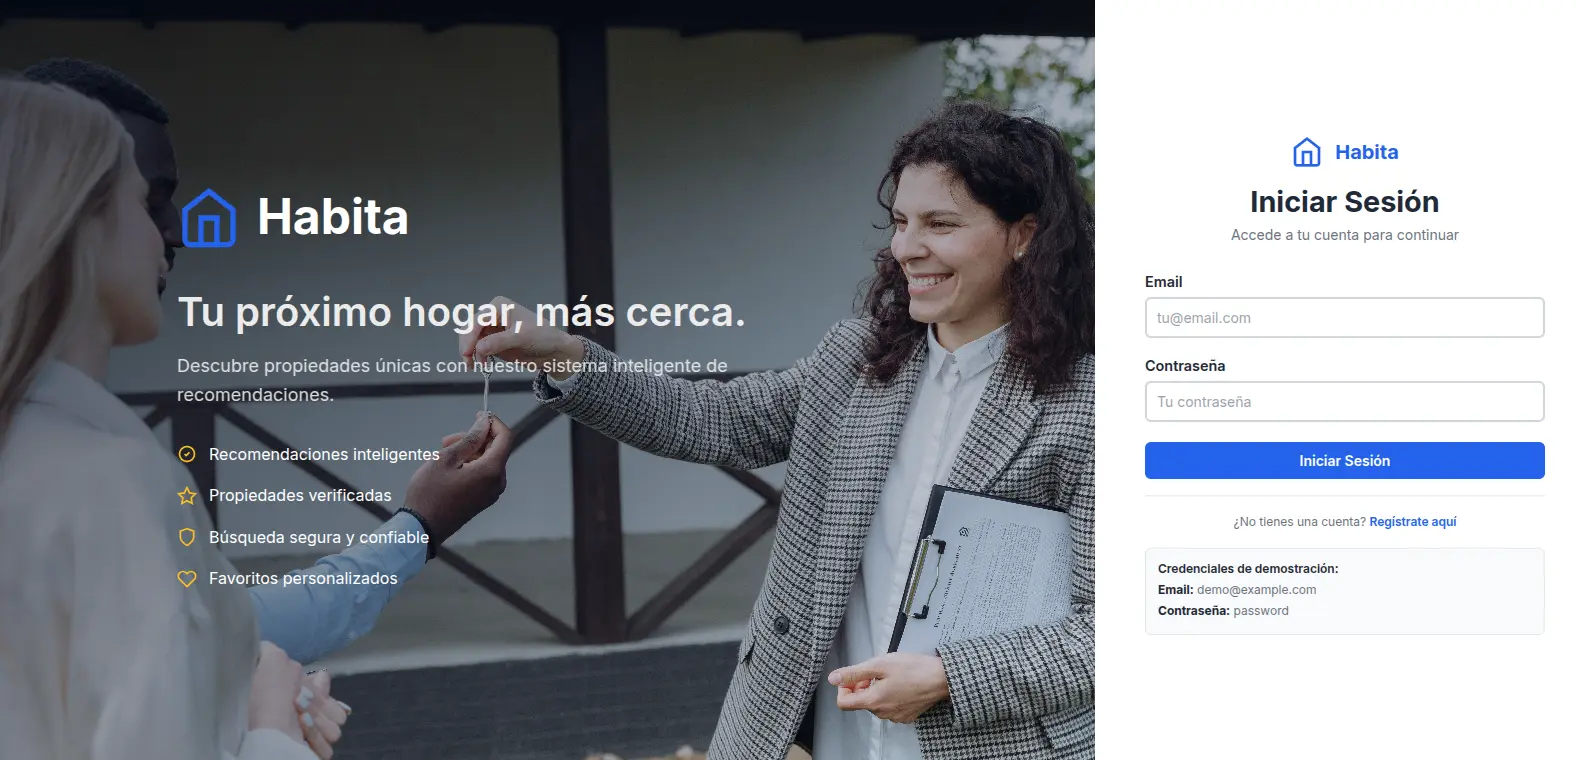 Habita
Tu próximo hogar, más cerca.
Descubre propiedades únicas con nuestro sistema inteligente de
recomendaciones.
Recomendaciones inteligentes
Propiedades verificadas
Búsqueda segura y confiable
Favoritos personalizados
Habita
Iniciar Sesión
Accede a tu cuenta para continuar
Email
tu@email.com
Contraseña
Tu contraseña
Iniciar Sesión
¿No tienes una cuenta? Regístrate aquí
Credenciales de demostración:
Email: demo@example.com
Contraseña: password